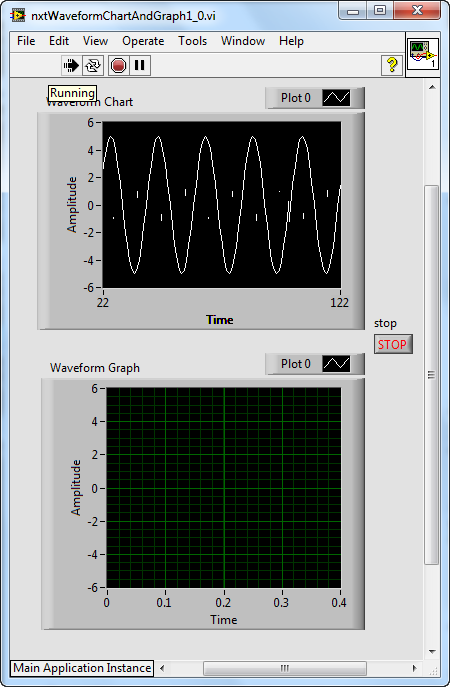 nxtWaveformChartAndGraph1_0.vi
File Edit View Operate Tools Window Help
1
Running
Waveform Chart
Plot 0
6
4
2
0
-2
-4
-6
Amplitude
22 122
Time
stop
STOP
Waveform Graph
Plot 0
6
4
2
0
-2
-4
-6
Amplitude
0 0.1 0.2 0.3 0.4
Time
Main Application Instance